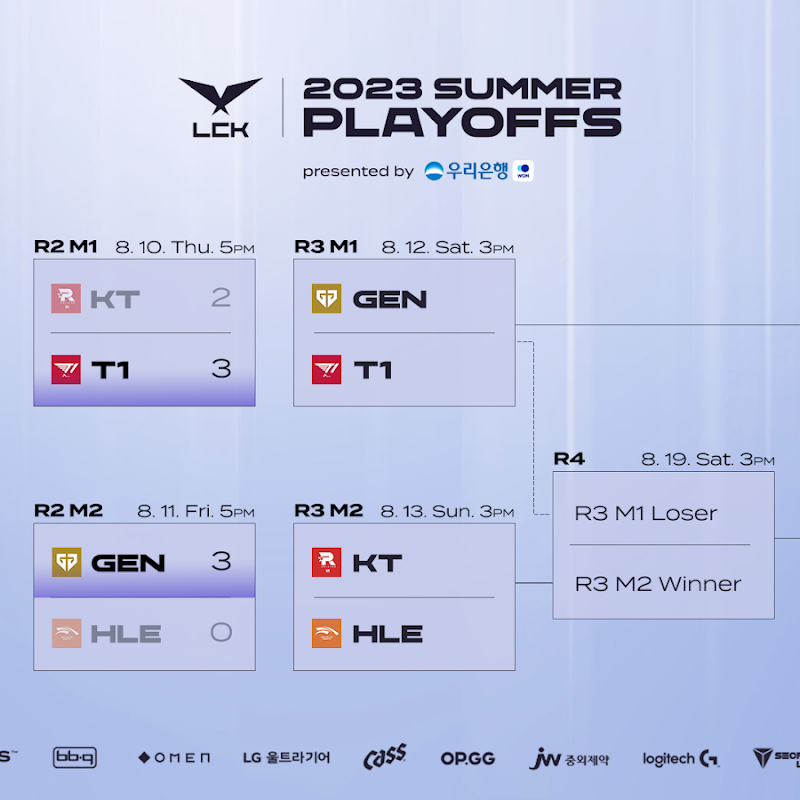 LCK
2023 SUMMER
PLAYOFFS
presented by 우리은행 WON
R2 M1 8. 10. Thu. 5PM
KT 2
T1 3
R3 M1 8. 12. Sat. 3PM
GEN
T1
R2 M2 8. 11. Fri. 5PM
GEN 3
HLE 0
R3 M2 8. 13. Sun. 3PM
KT
HLE
R4 8. 19. Sat. 3PM
R3 M1 Loser
R3 M2 Winner
S™ bb.q OMEN LG 울트라기어 CASS OP.GG JW 중외제약 logitech G SEO